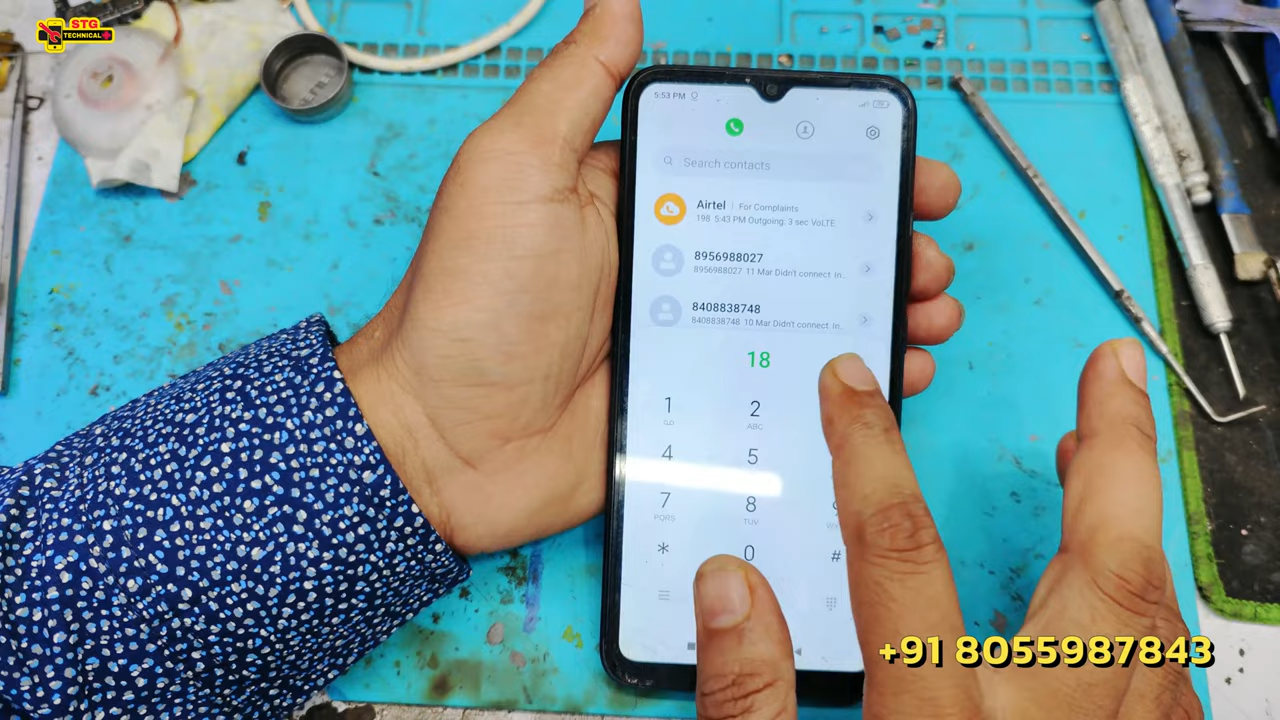 STG
TECHNICAL
5:53 PM
Search contacts
Airtel | For Complaints
198 5:43 PM Outgoing, 3 sec VoLTE
8956988027
8956988027 11 Mar Didn't connect In..
8408838748
8408838748 10 Mar Didn't connect In..
18
1 2
ABC
4 5
7 8
PQRS TUV
* 0 #
+91 8055987843